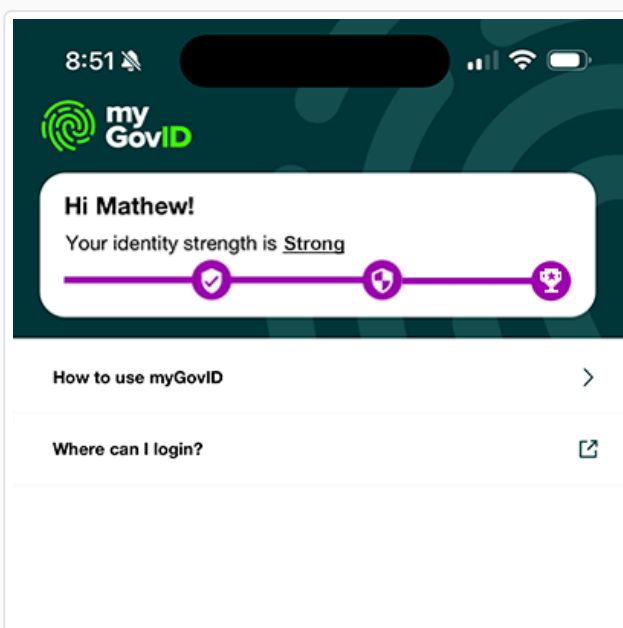 8:51
my
GovID
Hi Mathew!
Your identity strength is Strong
How to use myGovID
Where can I login?